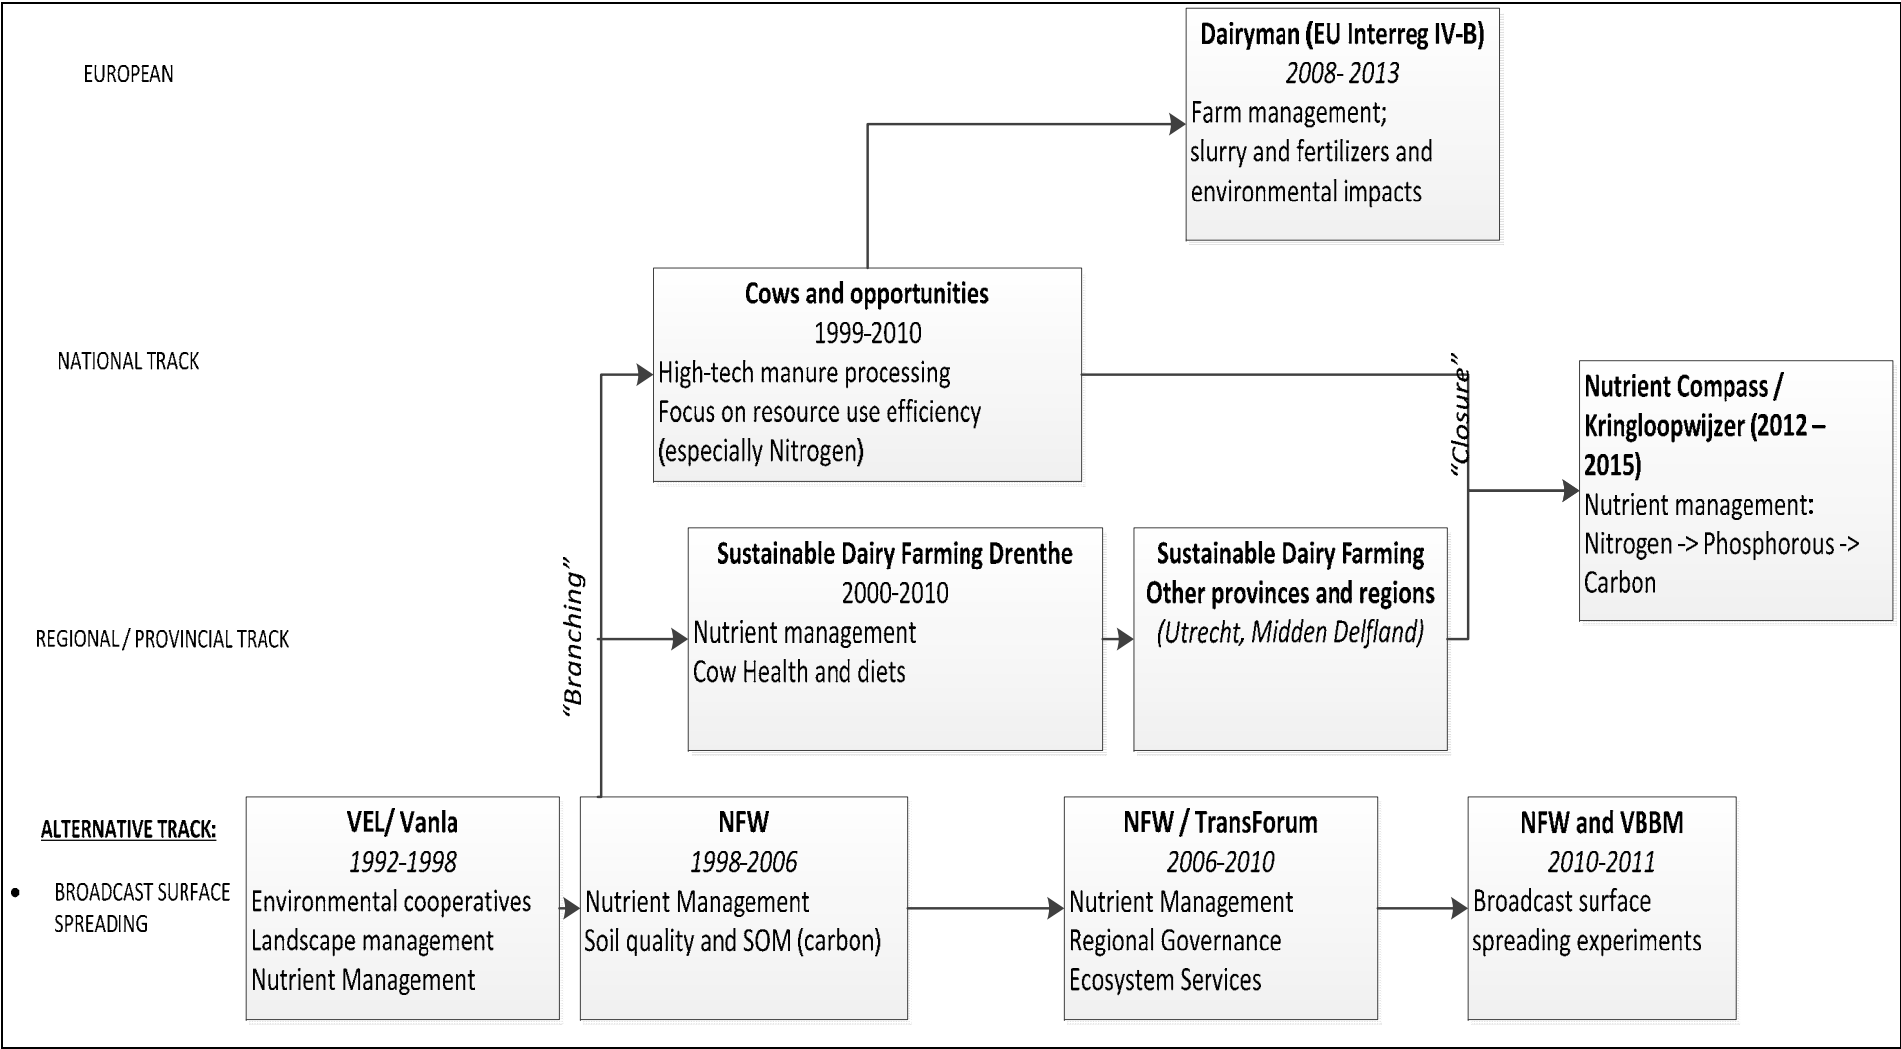 EUROPEAN
Dairyman (EU Interreg IV-B)
2008- 2013
Farm management;
slurry and fertilizers and
environmental impacts
NATIONAL TRACK
Cows and opportunities
1999-2010
High-tech manure processing
Focus on resource use efficiency
(especially Nitrogen)
“Closure”
Nutrient Compass /
Kringloopwijzer (2012 –
2015)
Nutrient management:
Nitrogen -> Phosphorous ->
Carbon
REGIONAL / PROVINCIAL TRACK
“Branching”
Sustainable Dairy Farming Drenthe
2000-2010
Nutrient management
Cow Health and diets
Sustainable Dairy Farming
Other provinces and regions
(Utrecht, Midden Delfland)
ALTERNATIVE TRACK:
• BROADCAST SURFACE
SPREADING
VEL/ Vanla
1992-1998
Environmental cooperatives
Landscape management
Nutrient Management
NFW
1998-2006
Nutrient Management
Soil quality and SOM (carbon)
NFW / TransForum
2006-2010
Nutrient Management
Regional Governance
Ecosystem Services
NFW and VBBM
2010-2011
Broadcast surface
spreading experiments